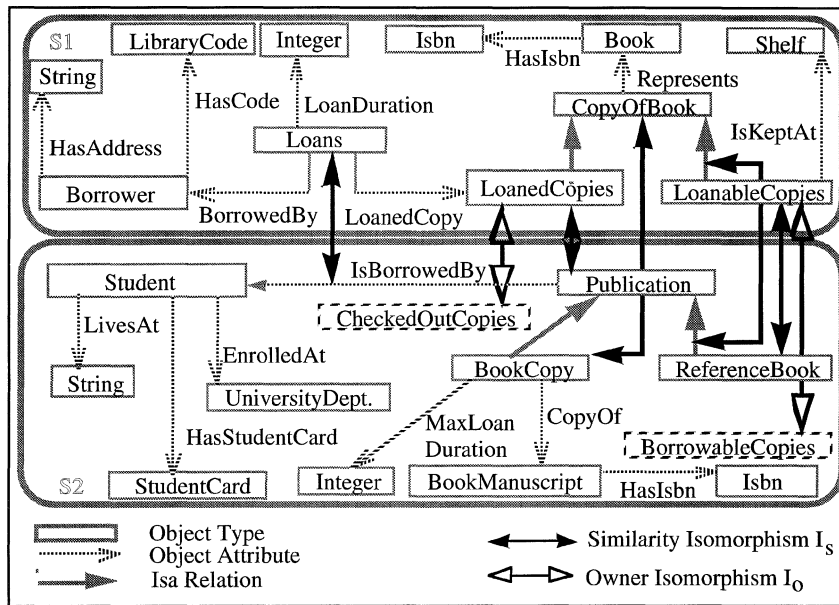 S1
LibraryCode
Integer
Isbn
Book
Shelf
HasIsbn
String
Represents
HasCode
LoanDuration
CopyOfBook
Loans
IsKeptAt
HasAddress
Borrower
LoanedCopies
LoanableCopies
BorrowedBy
LoanedCopy
Student
IsBorrowedBy
Publication
CheckedOutCopies
LivesAt
EnrolledAt
String
UniversityDept.
BookCopy
ReferenceBook
MaxLoan
Duration
CopyOf
HasStudentCard
BorrowableCopies
S2
StudentCard
Integer
BookManuscript
HasIsbn
Isbn
Object Type
Object Attribute
Isa Relation
Similarity Isomorphism Is
Owner Isomorphism Io